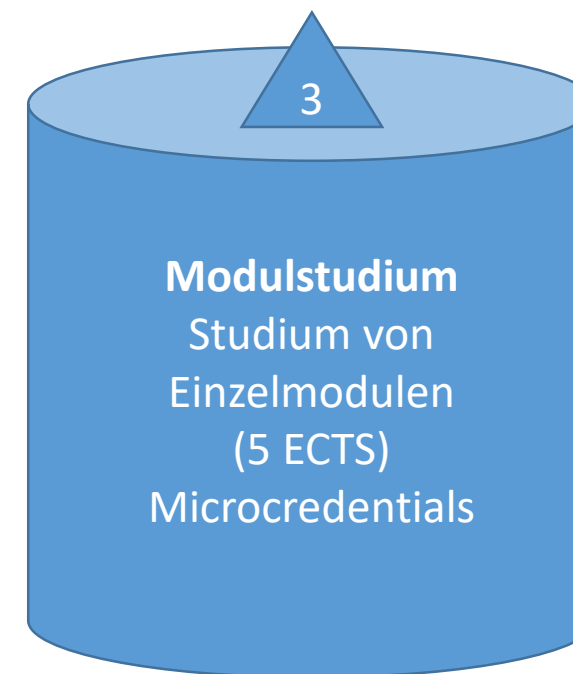 3
Modulstudium
Studium von
Einzelmodulen
(5 ECTS)
Microcredentials